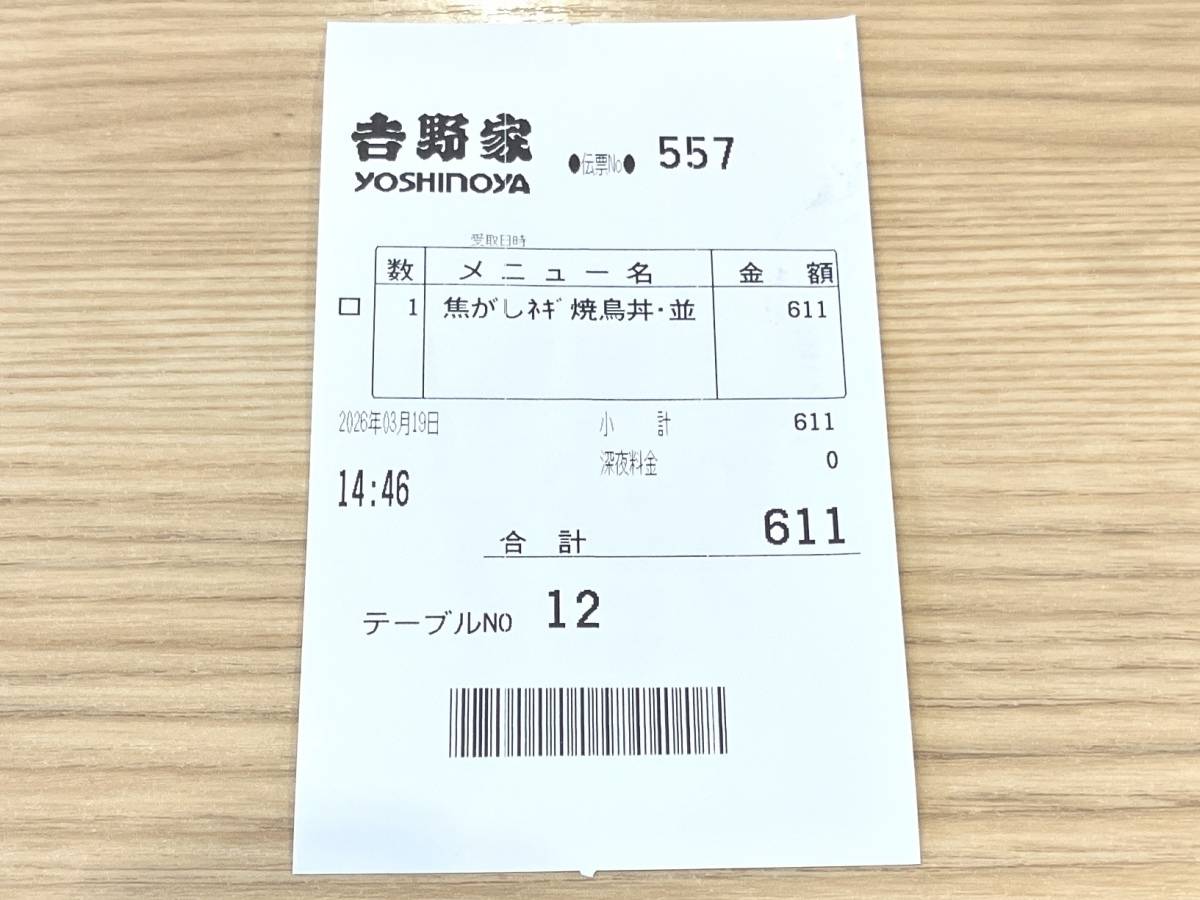 吉野家
YOSHINOYA
●伝票No● 557
受取日時
数 メニュー名 金額
□ 1 焦がしネギ焼鳥丼・並 611
2026年03月19日 小計 611
深夜料金 0
14:46
合計 611
テーブルNO 12